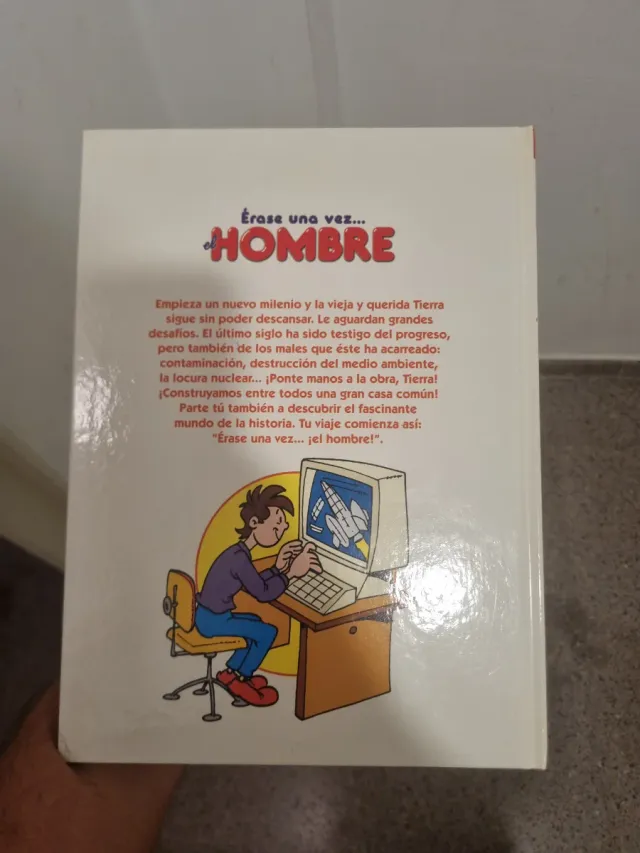 Érase una vez...
el HOMBRE
Empieza un nuevo milenio y la vieja y querida Tierra
sigue sin poder descansar. Le aguardan grandes
desafíos. El último siglo ha sido testigo del progreso,
pero también de los males que éste ha acarreado:
contaminación, destrucción del medio ambiente,
la locura nuclear... ¡Ponte manos a la obra, Tierra!
¡Construyamos entre todos una gran casa común!
Parte tú también a descubrir el fascinante
mundo de la historia. Tu viaje comienza así:
"Érase una vez... ¡el hombre!".